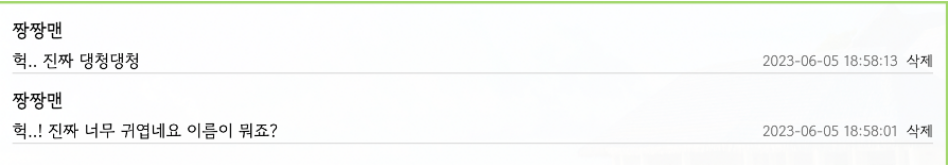 짱짱맨
헉.. 진짜 댕청댕청 2023-06-05 18:58:13 삭제
짱짱맨
헉..! 진짜 너무 귀엽네요 이름이 뭐죠? 2023-06-05 18:58:01 삭제